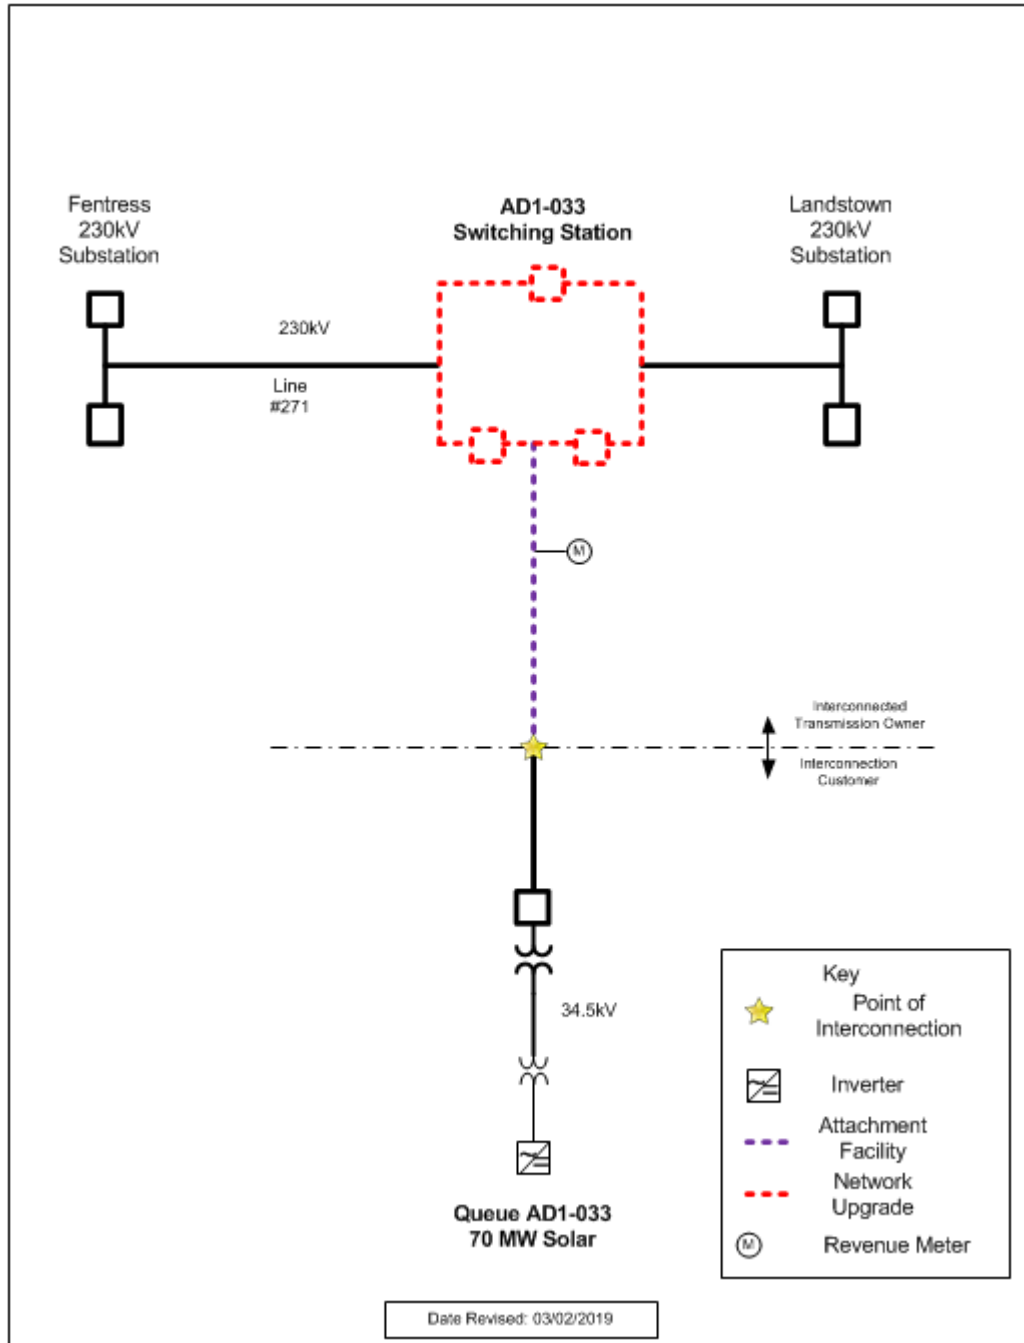 Fentress
230kV
Substation
AD1-033
Switching Station
Landstown
230kV
Substation
230kV
Line
#271
M
Interconnected
Transmission Owner
Interconnection
Customer
34.5kV
Queue AD1-033
70 MW Solar
Key
Point of
Interconnection
Inverter
Attachment
Facility
Network
Upgrade
M
Revenue Meter
Date Revised: 03/02/2019